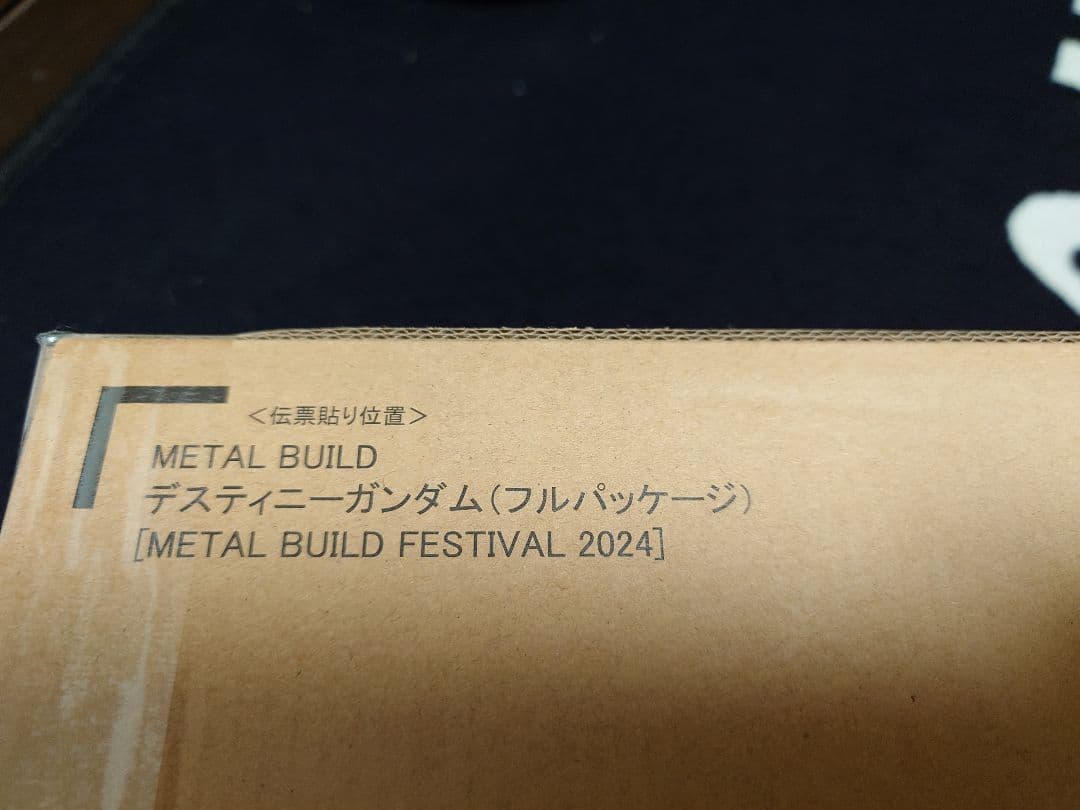 ＜伝票貼り位置＞
METAL BUILD
デスティニーガンダム（フルパッケージ）
[METAL BUILD FESTIVAL 2024]